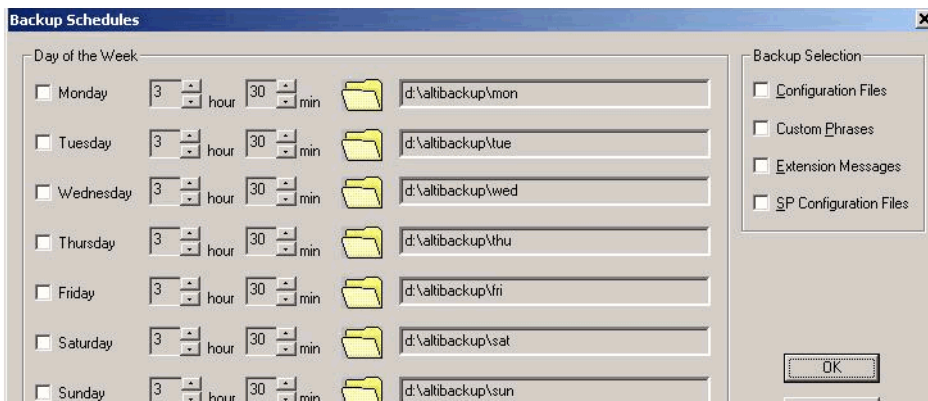 Backup Schedules
Day of the Week
Monday 3 hour 30 min d:\altibackup\mon
Tuesday 3 hour 30 min d:\altibackup\tue
Wednesday 3 hour 30 min d:\altibackup\wed
Thursday 3 hour 30 min d:\altibackup\thu
Friday 3 hour 30 min d:\altibackup\fri
Saturday 3 hour 30 min d:\altibackup\sat
Sunday 3 hour 30 min d:\altibackup\sun
Backup Selection
Configuration Files
Custom Phrases
Extension Messages
SP Configuration Files
OK